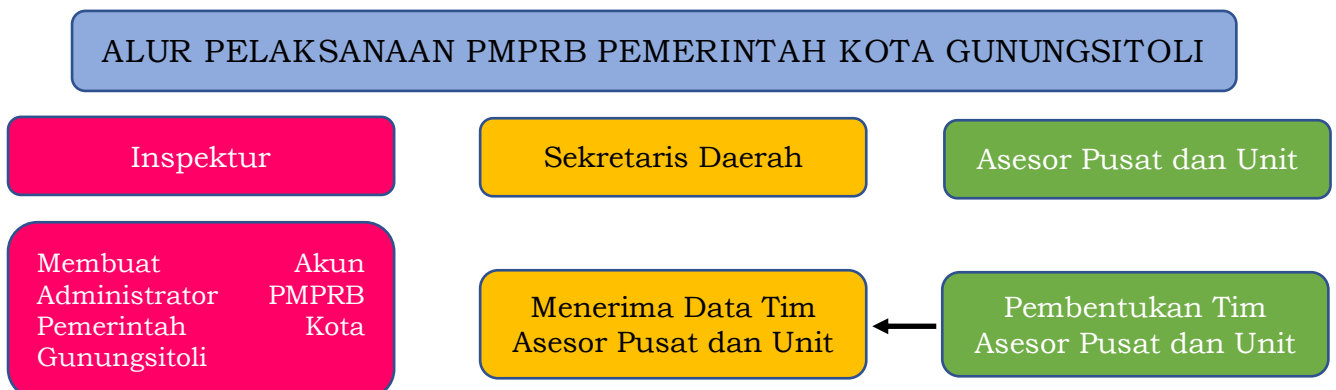 ALUR PELAKSANAAN PMPRB PEMERINTAH KOTA GUNUNGSITOLI
Inspektur
Sekretaris Daerah
Asesor Pusat dan Unit
Membuat Akun
Administrator PMPRB
Pemerintah Kota
Gunungsitoli
Menerima Data Tim
Asesor Pusat dan Unit
Pembentukan Tim
Asesor Pusat dan Unit